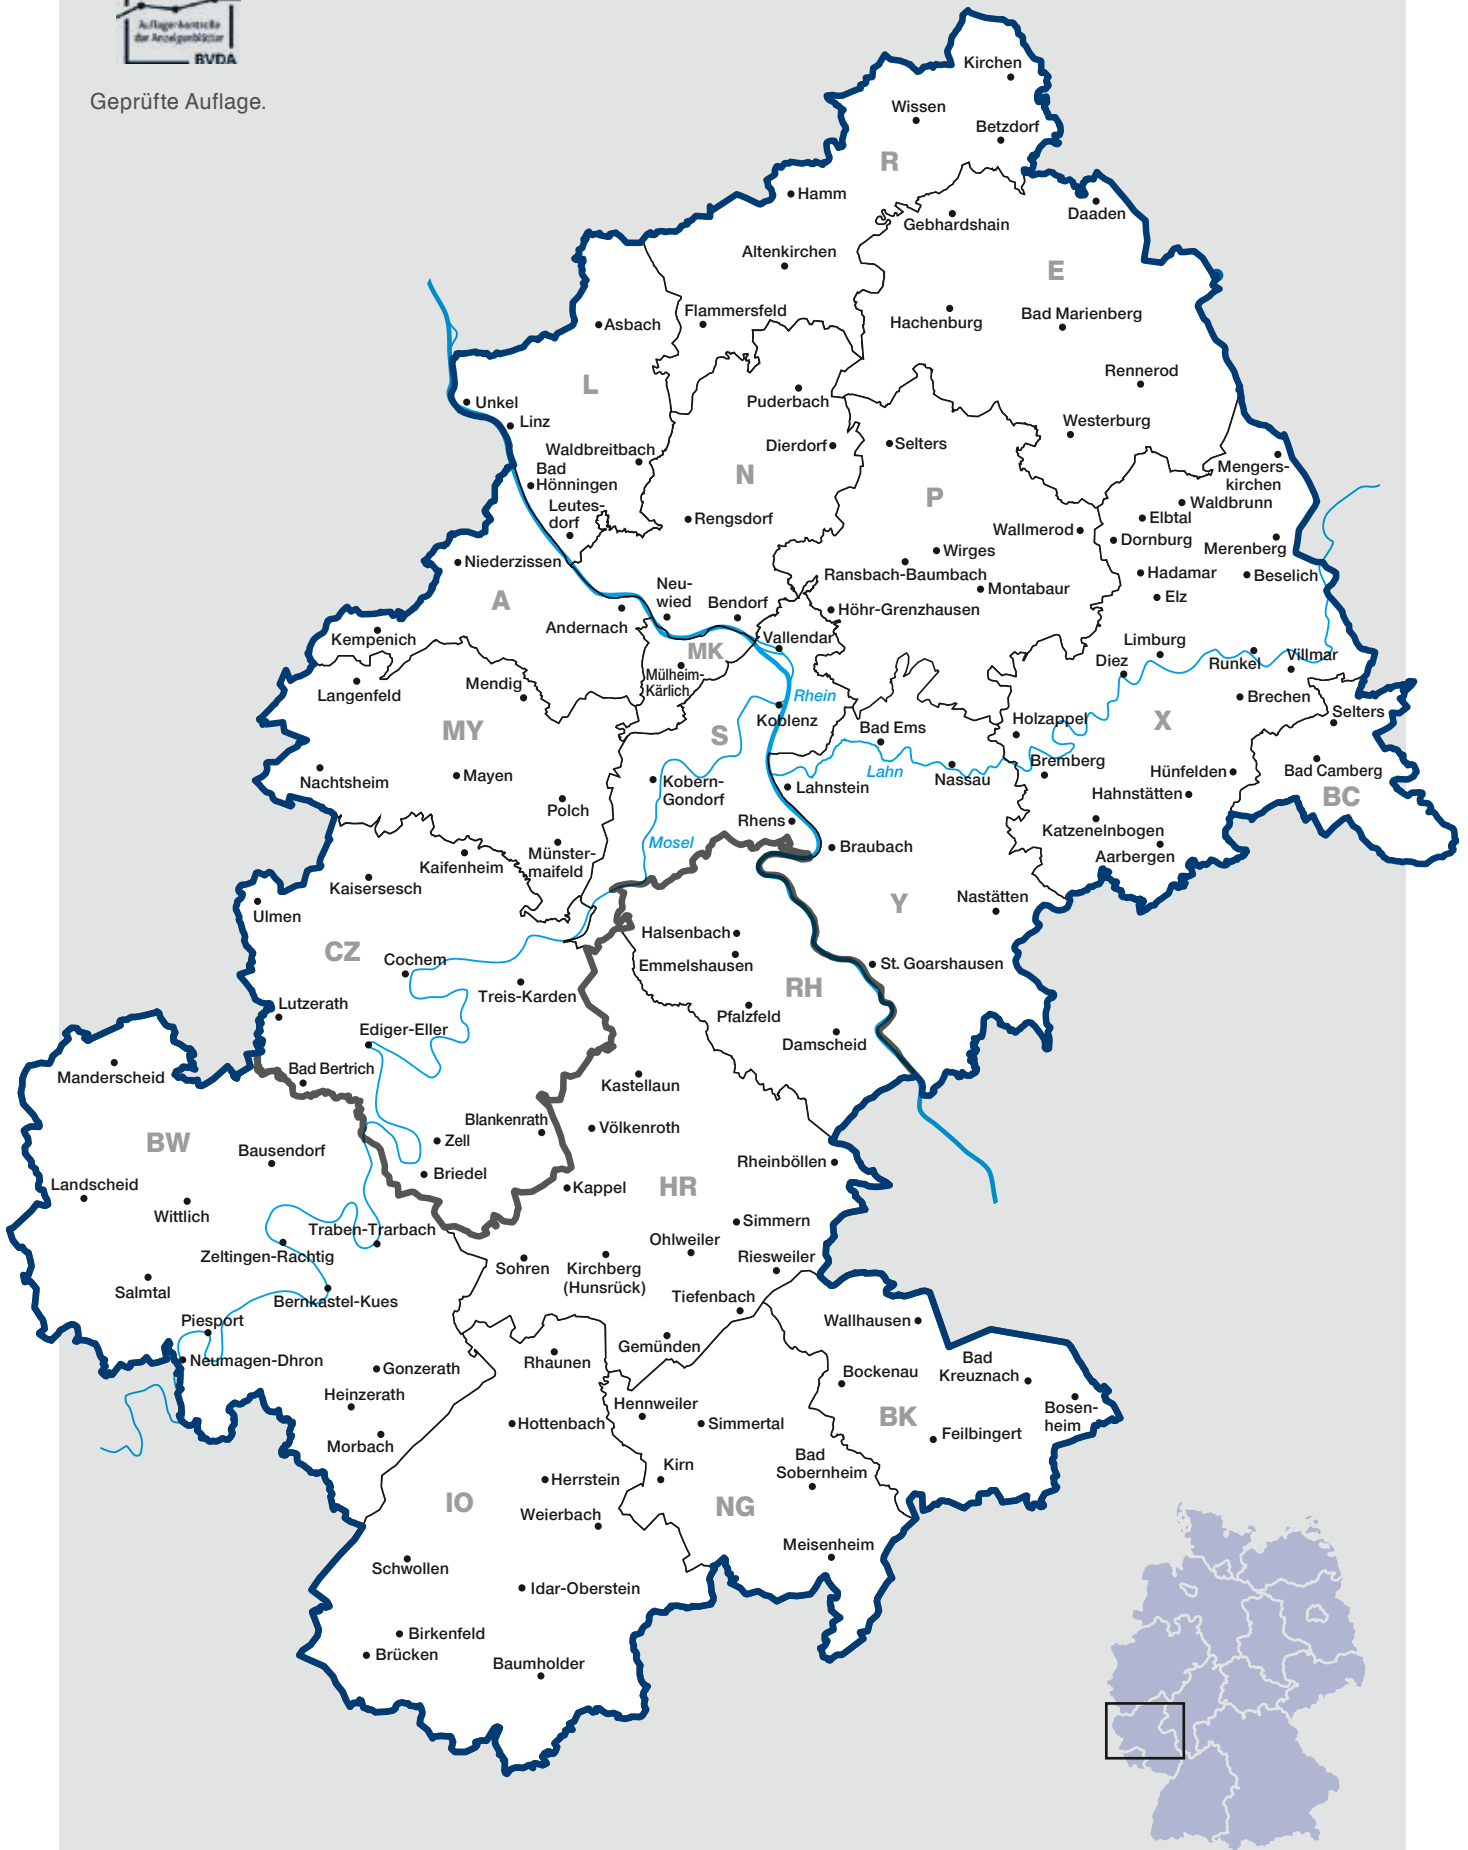 Auflagenkontrolle
der Anzeigenblätter
BVDA
Geprüfte Auflage.
Kirchen
Wissen
Betzdorf
R
Hamm
Daaden
Gebhardshain
Altenkirchen
E
Flammersfeld
Asbach
Hachenburg
Bad Marienberg
Rennerod
L
Puderbach
Unkel
Linz
Westerburg
Dierdorf
Selters
Waldbreitbach
Bad
Hönningen
N
Mengers-
kirchen
P
Waldbrunn
Leutes-
dorf
Rengsdorf
Elbtal
Wallmerod
Dornburg
Merenberg
Wirges
Niederzissen
Ransbach-Baumbach
Hadamar
Beselich
Neu-
wied
Montabaur
Elz
A
Bendorf
Höhr-Grenzhausen
Andernach
Kempenich
Vallendar
Limburg
MK
Diez
Runkel
Villmar
Mülheim-
Kärlich
Langenfeld
Mendig
Rhein
Brechen
Koblenz
Holzappel
Selters
MY
S
Bad Ems
X
Bremberg
Lahn
Nassau
Hünfelden
Bad Camberg
Nachtsheim
Mayen
Kobern-
Gondorf
Lahnstein
Hahnstätten
BC
Polch
Rhens
Katzenelnbogen
Mosel
Braubach
Aarbergen
Münster-
maifeld
Kaifenheim
Kaisersesch
Nastätten
Y
Ulmen
Halsenbach
CZ
Cochem
Emmelshausen
St. Goarshausen
Treis-Karden
RH
Lutzerath
Pfalzfeld
Ediger-Eller
Damscheid
Bad Bertrich
Manderscheid
Kastellaun
Blankenrath
Völkenroth
BW
Zell
Bausendorf
Rheinböllen
Briedel
Landscheid
Kappel
HR
Wittlich
Simmern
Traben-Trarbach
Ohlweiler
Zeltingen-Rachtig
Riesweiler
Sohren
Kirchberg
(Hunsrück)
Salmtal
Bernkastel-Kues
Tiefenbach
Piesport
Wallhausen
Gemünden
Neumagen-Dhron
Rhaunen
Gonzerath
Bockenau
Bad
Kreuznach
Heinzerath
Hennweiler
Bosen-
heim
Hottenbach
Simmertal
BK
Feilbingert
Morbach
Kirn
Bad
Sobernheim
Herrstein
IO
NG
Weierbach
Meisenheim
Schwollen
Idar-Oberstein
Birkenfeld
Brücken
Baumholder